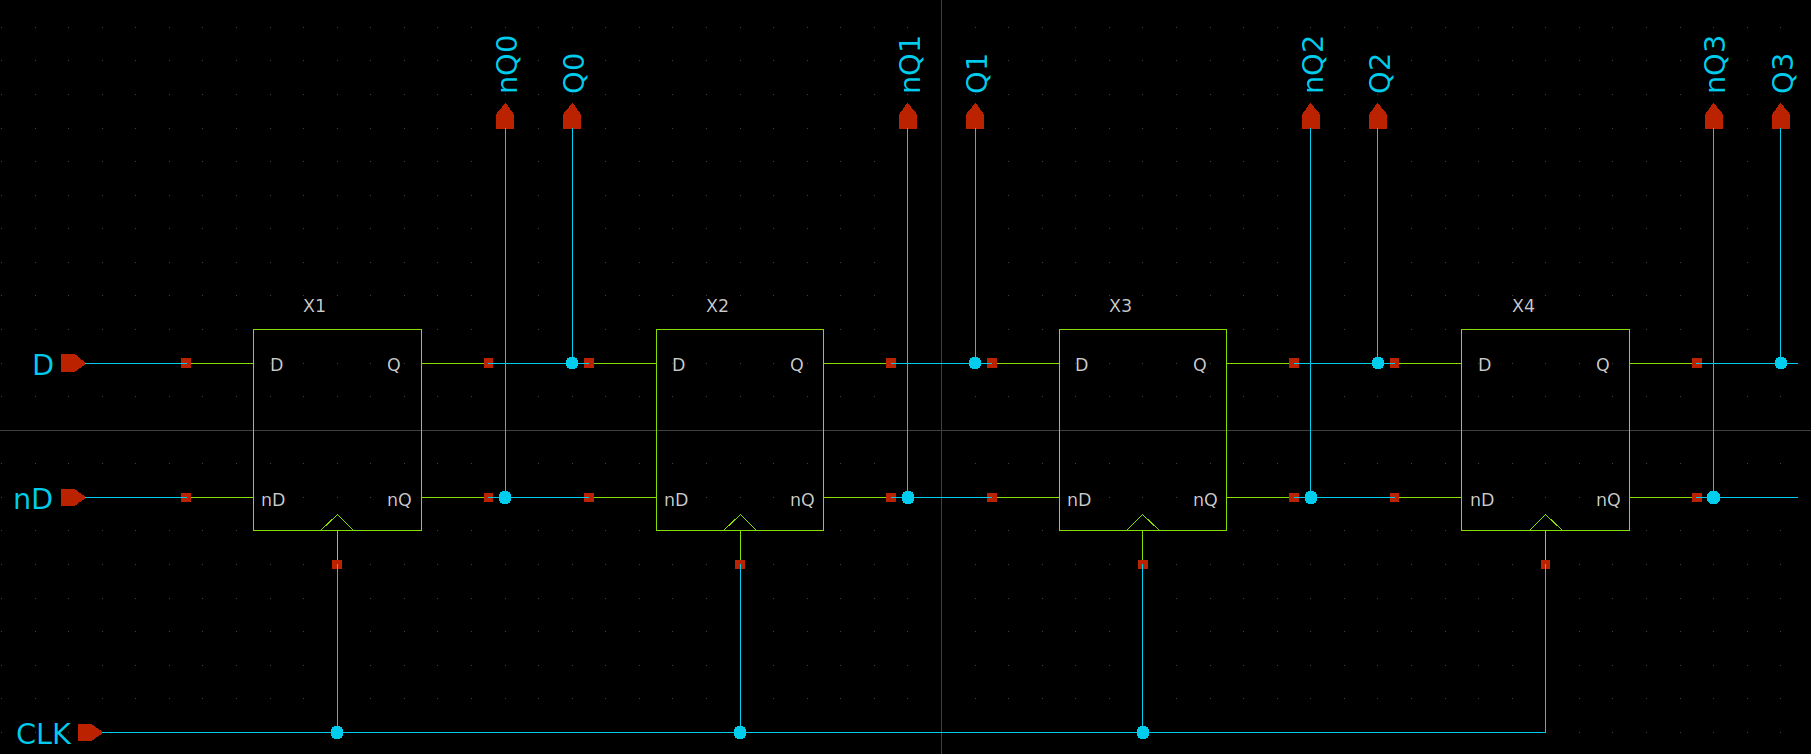 nQ0 Q0 nQ1 Q1 nQ2 Q2 nQ3 Q3
X1 X2 X3 X4
D D Q D Q D Q D Q
nD nD nQ nD nQ nD nQ nD nQ
CLK